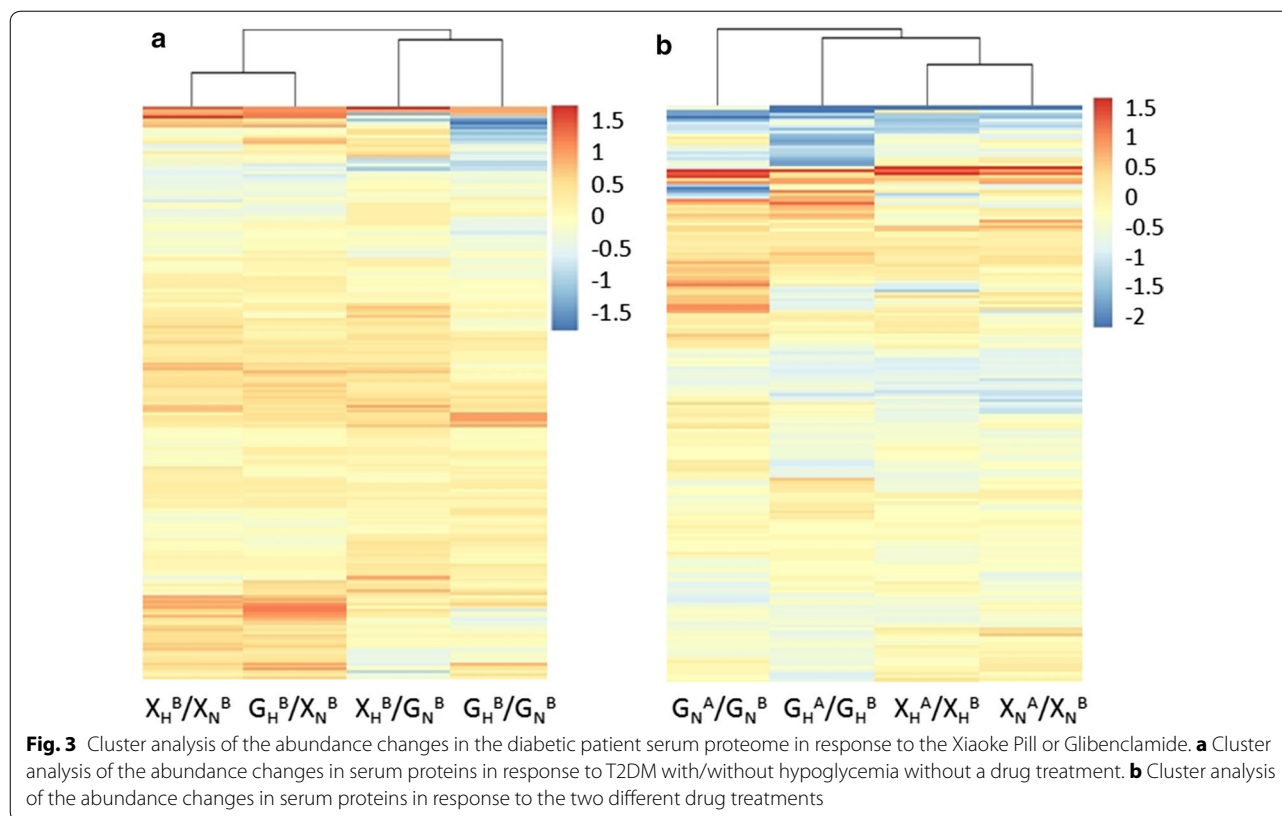 a
b
1.5
1
0.5
0
-0.5
-1
-1.5
1.5
1
0.5
0
-0.5
-1
-1.5
-2
X_H^B/X_N^B G_H^B/X_N^B X_H^B/G_N^B G_H^B/G_N^B
G_N^A/G_N^B G_H^A/G_H^B X_H^A/X_H^B X_N^A/X_N^B
Fig. 3 Cluster analysis of the abundance changes in the diabetic patient serum proteome in response to the Xiaoke Pill or Glibenclamide. a Cluster
analysis of the abundance changes in serum proteins in response to T2DM with/without hypoglycemia without a drug treatment. b Cluster analysis
of the abundance changes in serum proteins in response to the two different drug treatments